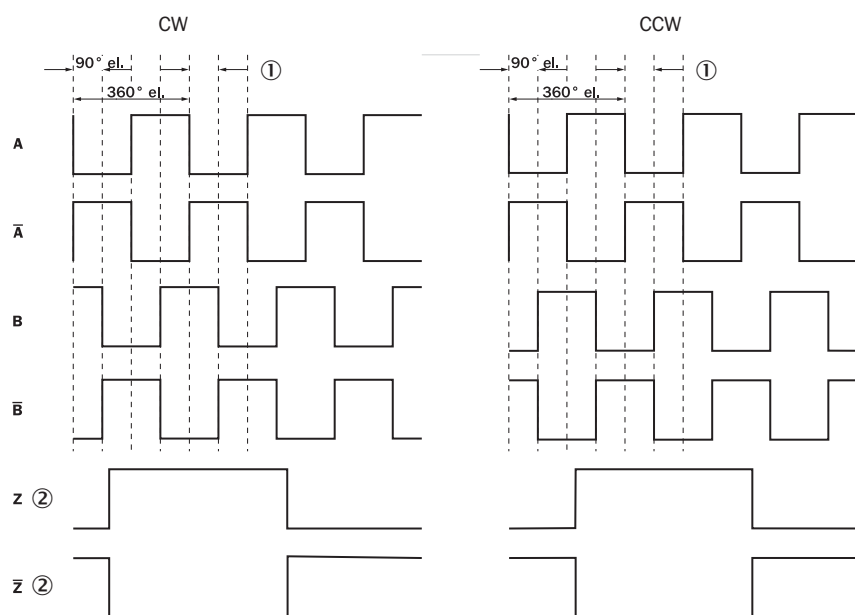 CW
CCW
90° el.
①
90° el.
①
360° el.
360° el.
A
A̅
B
B̅
Z ②
Z̅ ②